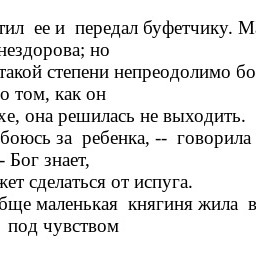 тил ее и передал буфетчику. М
нездорова; но
такой степени непреодолимо бо
о том, как он
хе, она решилась не выходить.
боюсь за ребенка, -- говорила
- Бог знает,
жет сделаться от испуга.
бще маленькая княгиня жила в
под чувством